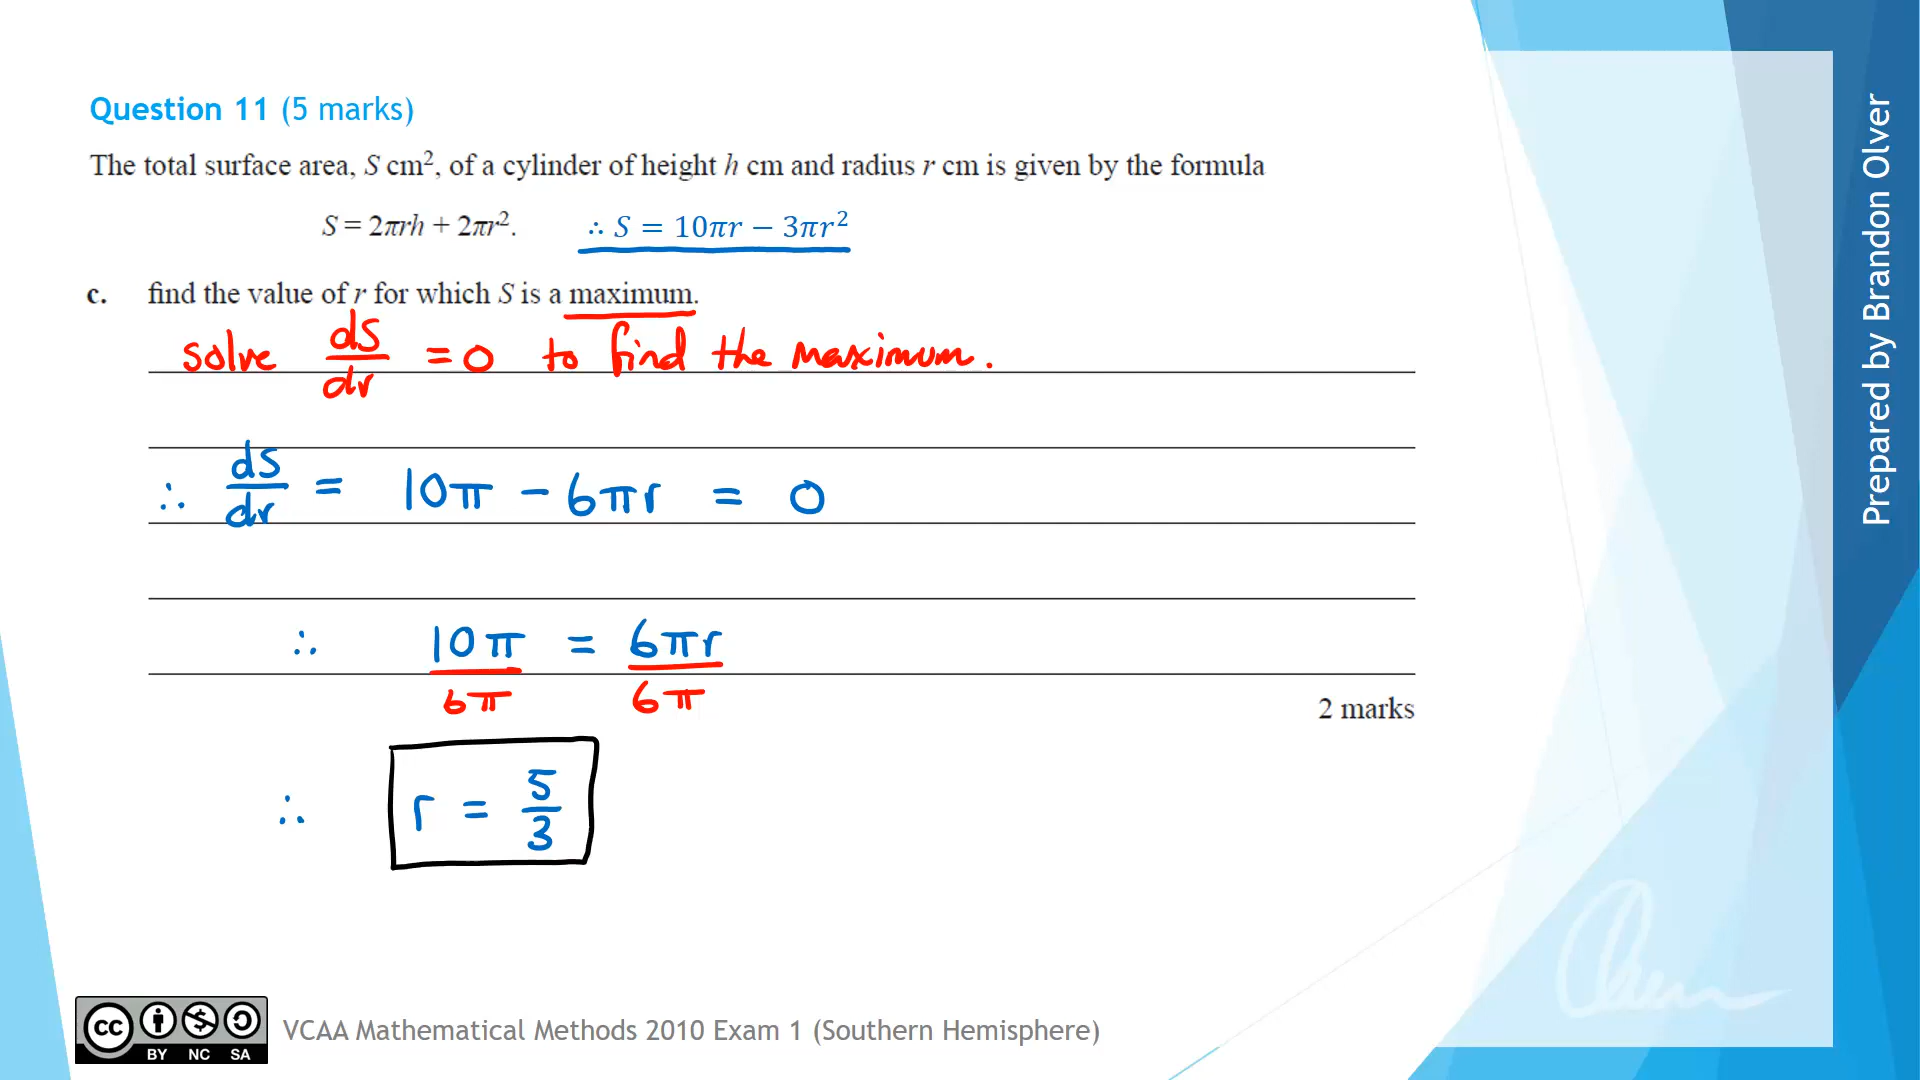 Question 11 (5 marks)
The total surface area, S cm², of a cylinder of height h cm and radius r cm is given by the formula
S = 2πrh + 2πr². ∴ S = 10πr − 3πr²
c. find the value of r for which S is a maximum.
solve dS/dr = 0 to find the maximum.
∴ dS/dr = 10π − 6πr = 0
∴ 10π/6π = 6πr/6π
2 marks
∴ r = 5/3
cc BY NC SA
VCAA Mathematical Methods 2010 Exam 1 (Southern Hemisphere)
Prepared by Brandon Olver